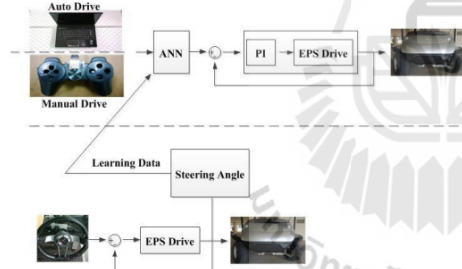 Auto Drive
ANN
PI
EPS Drive
Manual Drive
Learning Data
Steering Angle
EPS Drive